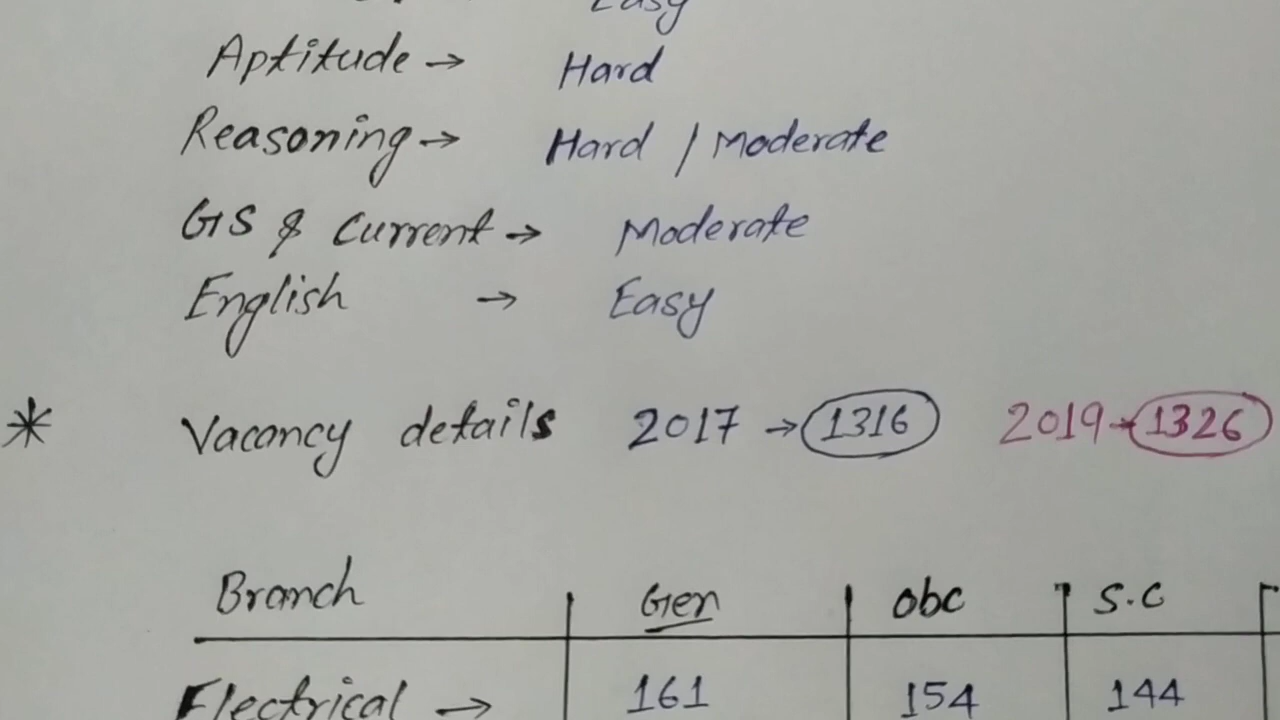 Easy
Aptitude → Hard
Reasoning → Hard / Moderate
GS & Current → Moderate
English → Easy
* Vacancy details 2017 → 1316 2019 → 1326
Branch Gen obc S.C
Electrical → 161 154 144